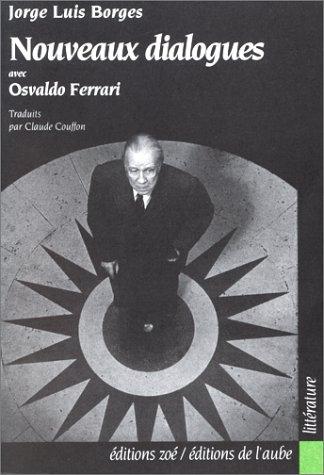 Jorge Luis Borges
Nouveaux dialogues
avec
Osvaldo Ferrari
Traduits
par Claude Couffon
littérature
éditions zoé / éditions de l'aube